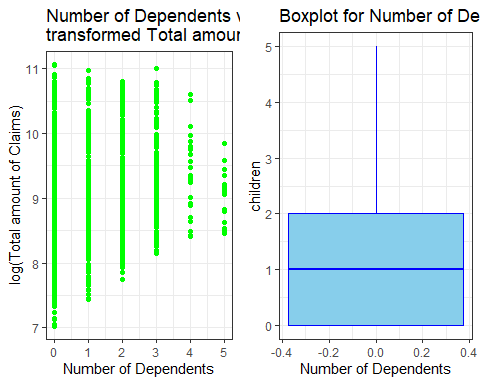 Number of Dependents
transformed Total
log(Total amount of Claims)
11
10
9
8
7
0 1 2 3 4 5
Number of Dependents
Boxplot for Number of
children
5
4
3
2
1
0
-0.4 -0.2 0.0 0.2 0.4
Number of Dependents